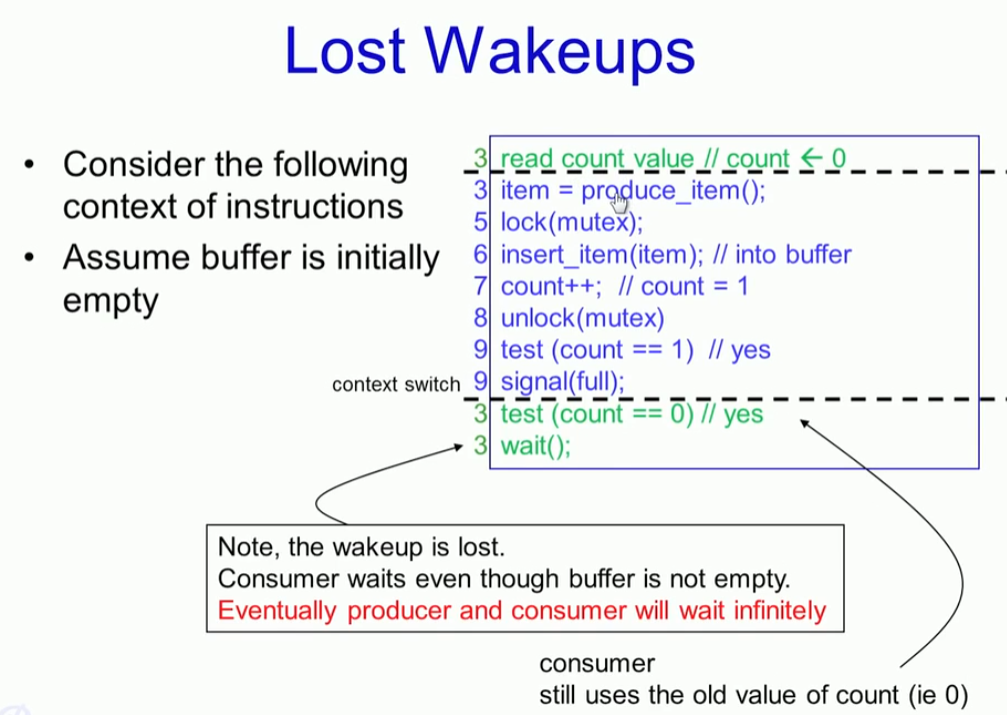 Lost Wakeups
• Consider the following
context of instructions
• Assume buffer is initially
empty
3 read count value // count ← 0
3 item = produce_item();
5 lock(mutex);
6 insert_item(item); // into buffer
7 count++; // count = 1
8 unlock(mutex)
9 test (count == 1) // yes
context switch 9 signal(full);
3 test (count == 0) // yes
3 wait();
Note, the wakeup is lost.
Consumer waits even though buffer is not empty.
Eventually producer and consumer will wait infinitely
consumer
still uses the old value of count (ie 0)